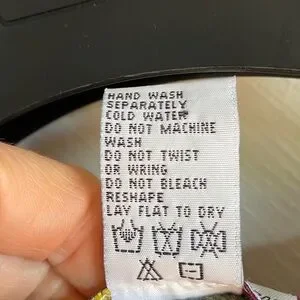 HAND WASH
SEPARATELY
COLD WATER
DO NOT MACHINE
WASH
DO NOT TWIST
OR WRING
DO NOT BLEACH
RESHAPE
LAY FLAT TO DRY